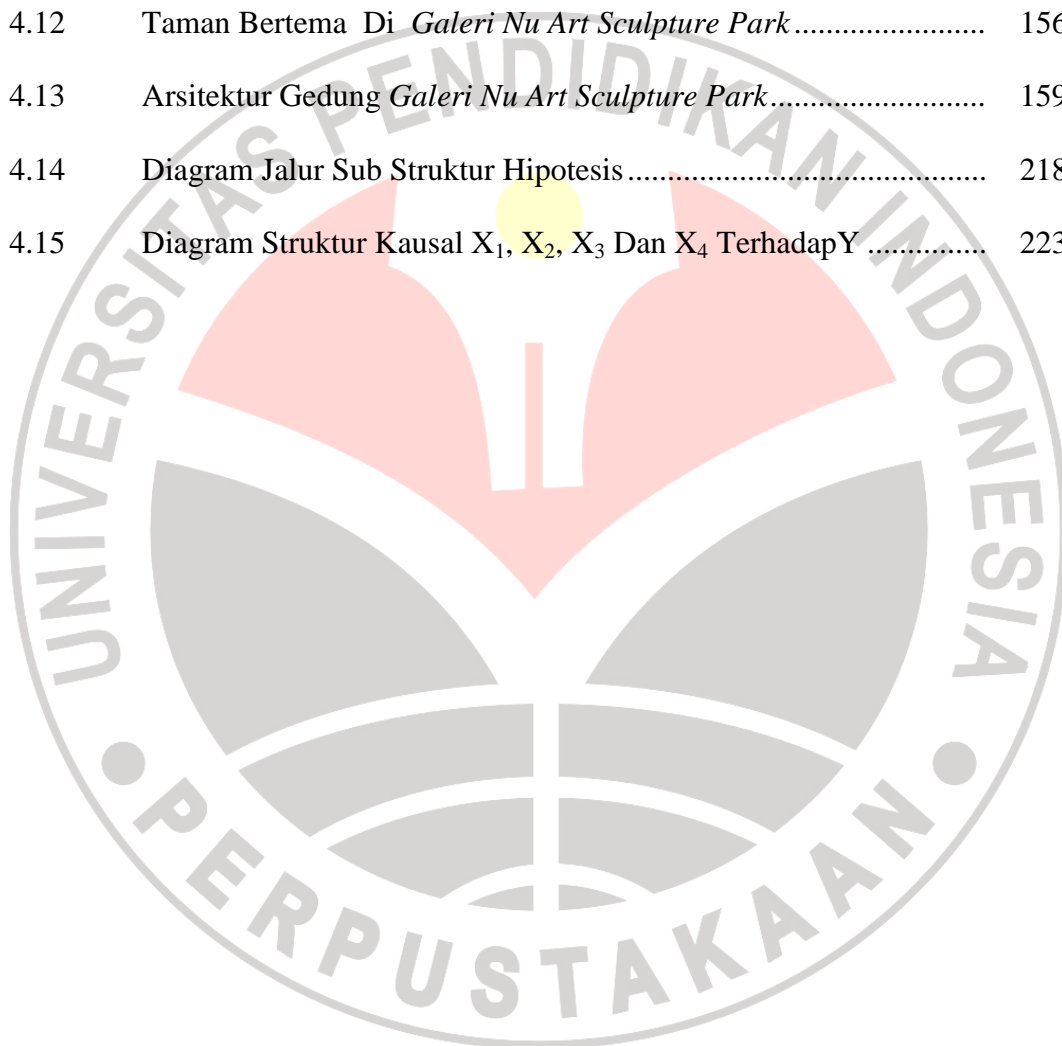 4.12 Taman Bertema Di Galeri Nu Art Sculpture Park ........................ 156
4.13 Arsitektur Gedung Galeri Nu Art Sculpture Park ........................... 159
4.14 Diagram Jalur Sub Struktur Hipotesis ............................................. 218
4.15 Diagram Struktur Kausal X₁, X₂, X₃ Dan X₄ TerhadapY ............... 223
UNIVERSITAS PENDIDIKAN INDONESIA
PERPUSTAKAAN